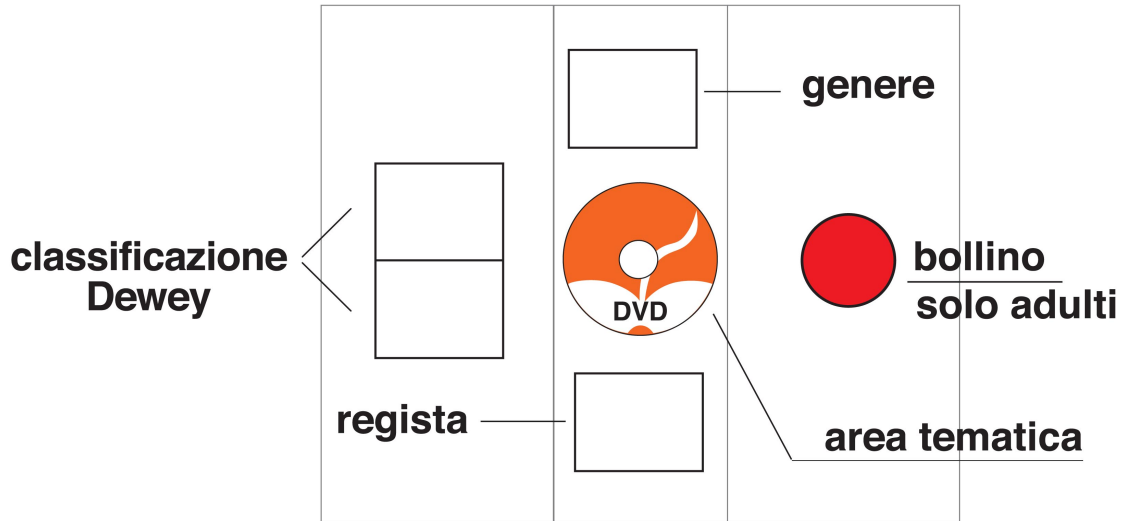 genere
classificazione
Dewey
DVD
bollino
solo adulti
regista
area tematica